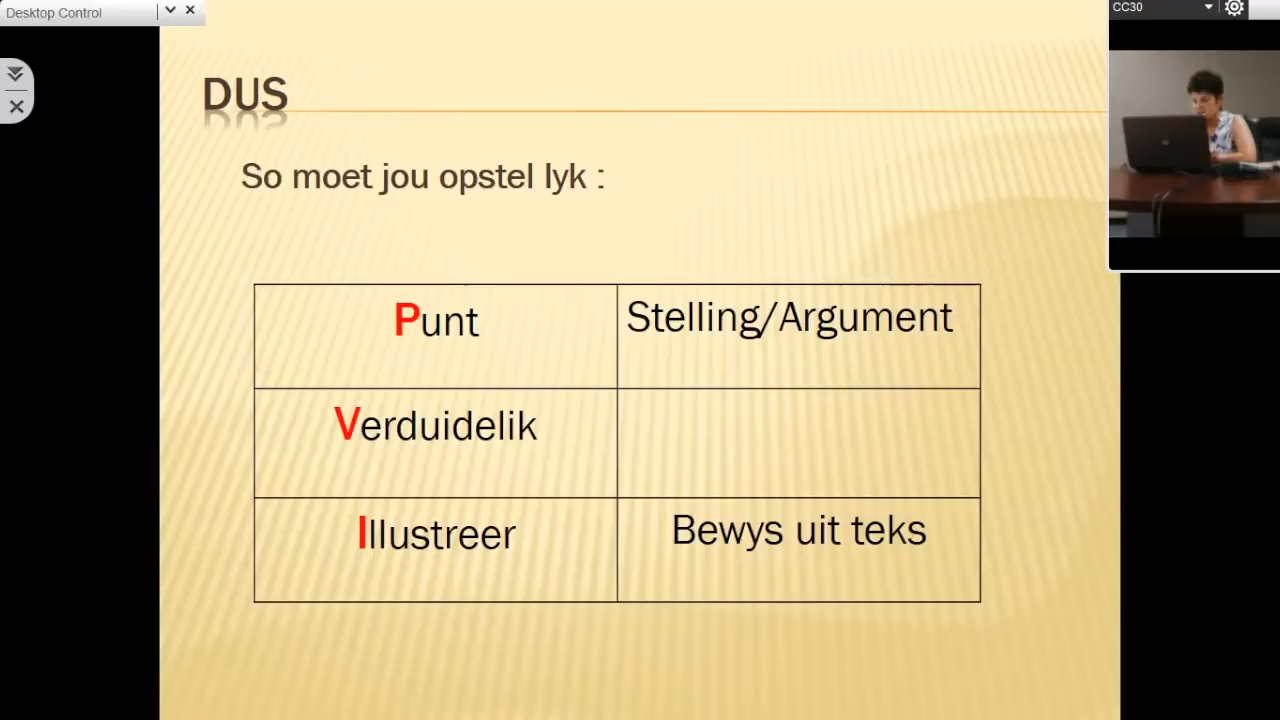 Desktop Control
CC30
DUS
So moet jou opstel lyk :
Punt
Stelling/Argument
Verduidelik
Illustreer
Bewys uit teks